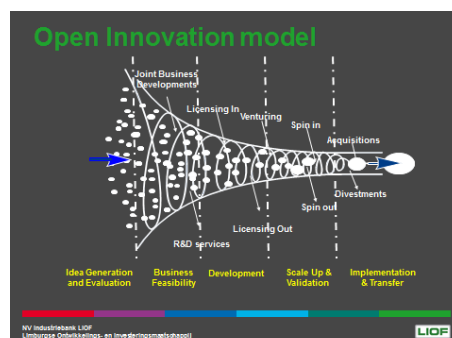 Open Innovation model
Joint Business
Developments
Licensing In
Venturing
Spin in
Acquisitions
Divestments
Spin out
Licensing Out
R&D services
Idea Generation
and Evaluation
Business
Feasibility
Development
Scale Up &
Validation
Implementation
& Transfer
NV Industriebank LIOF
Limburgse Ontwikkelings- en Investeringsmaatschappij
LIOF